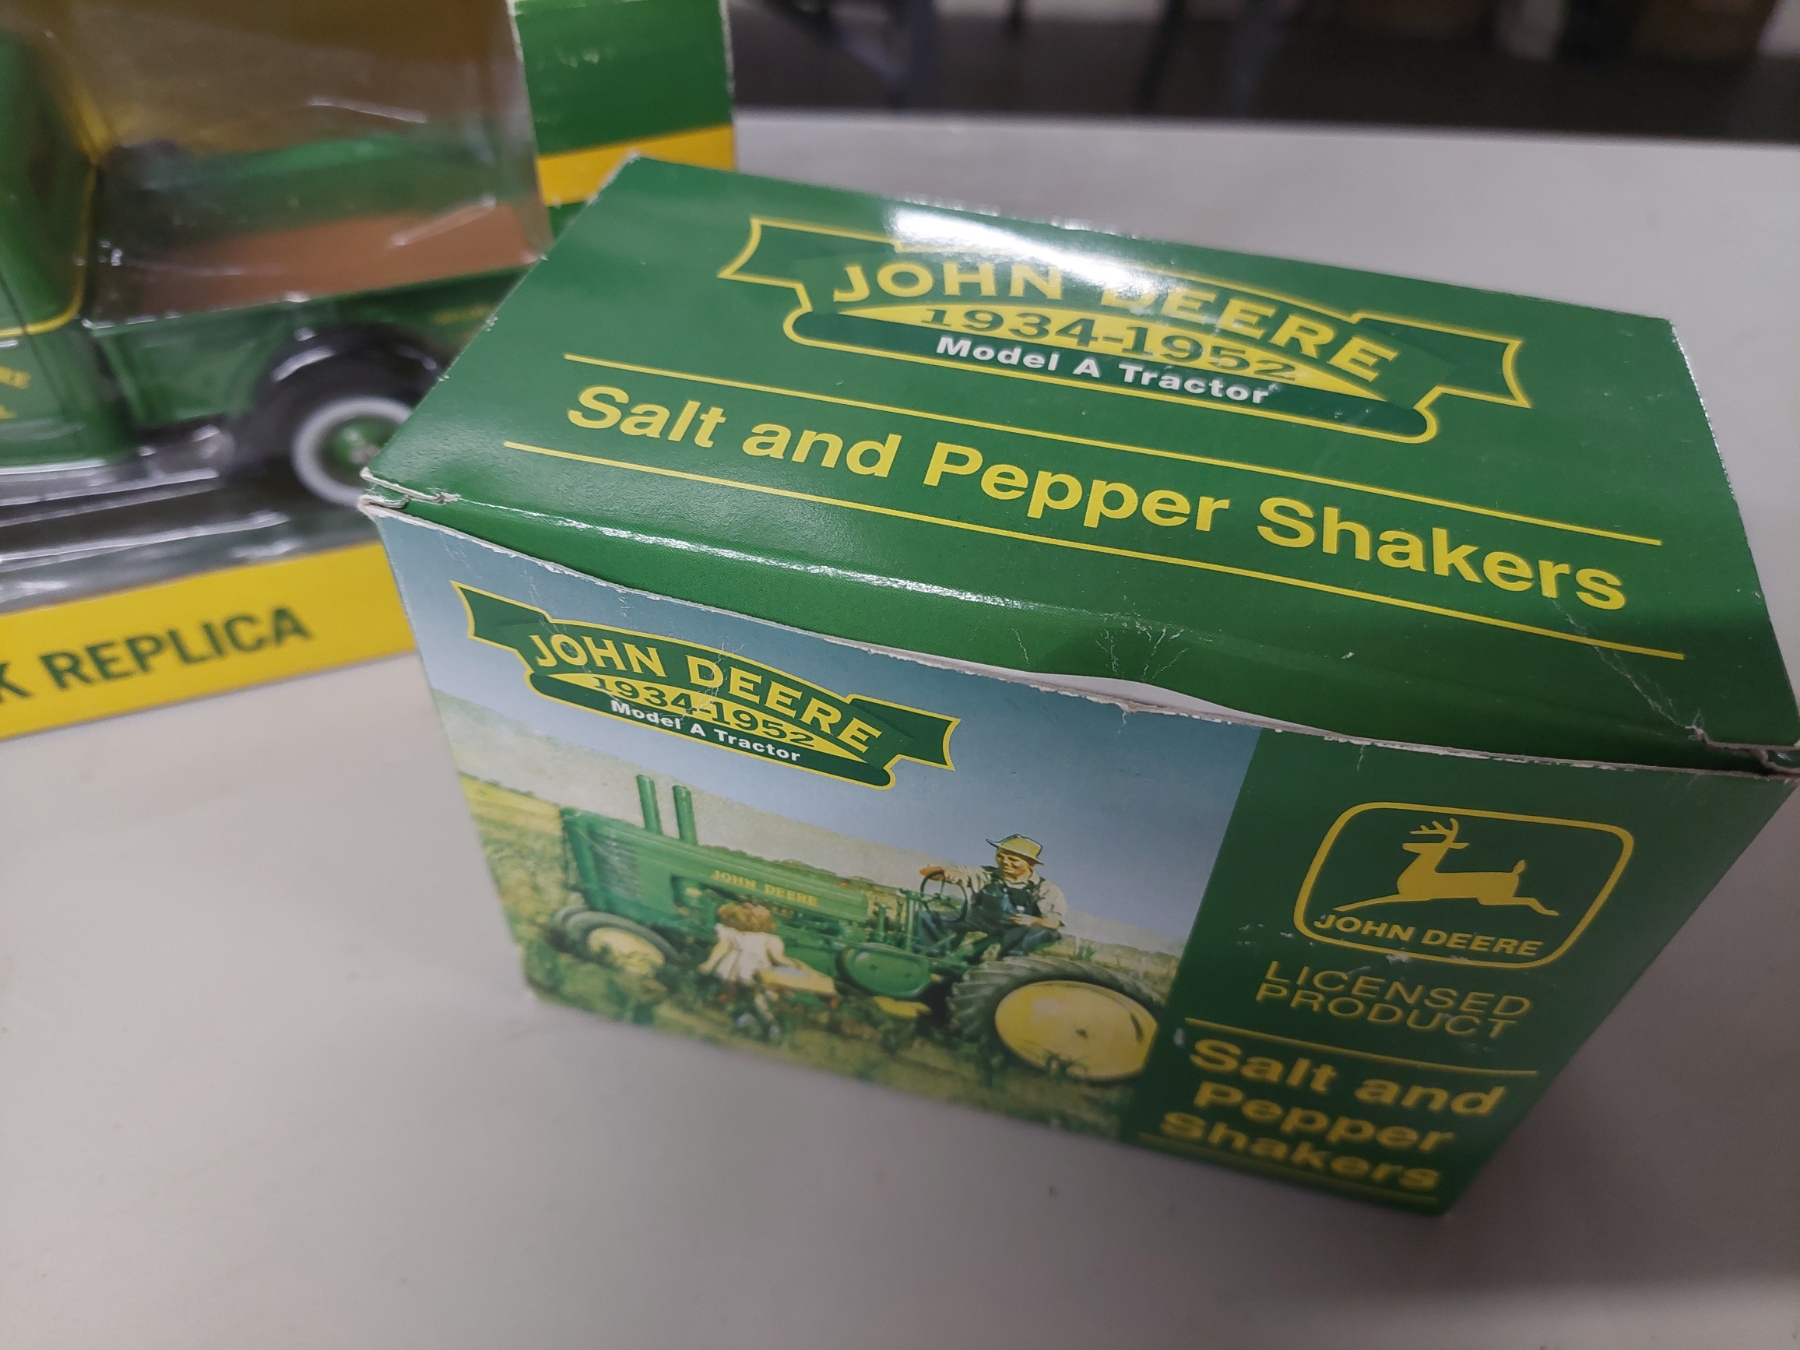 JOHN DEERE
1934-1952
Model A Tractor
Salt and Pepper Shakers
JOHN DEERE
1934-1952
Model A Tractor
JOHN DEERE
JOHN DEERE
LICENSED
PRODUCT
Salt and
Pepper
Shakers
K REPLICA